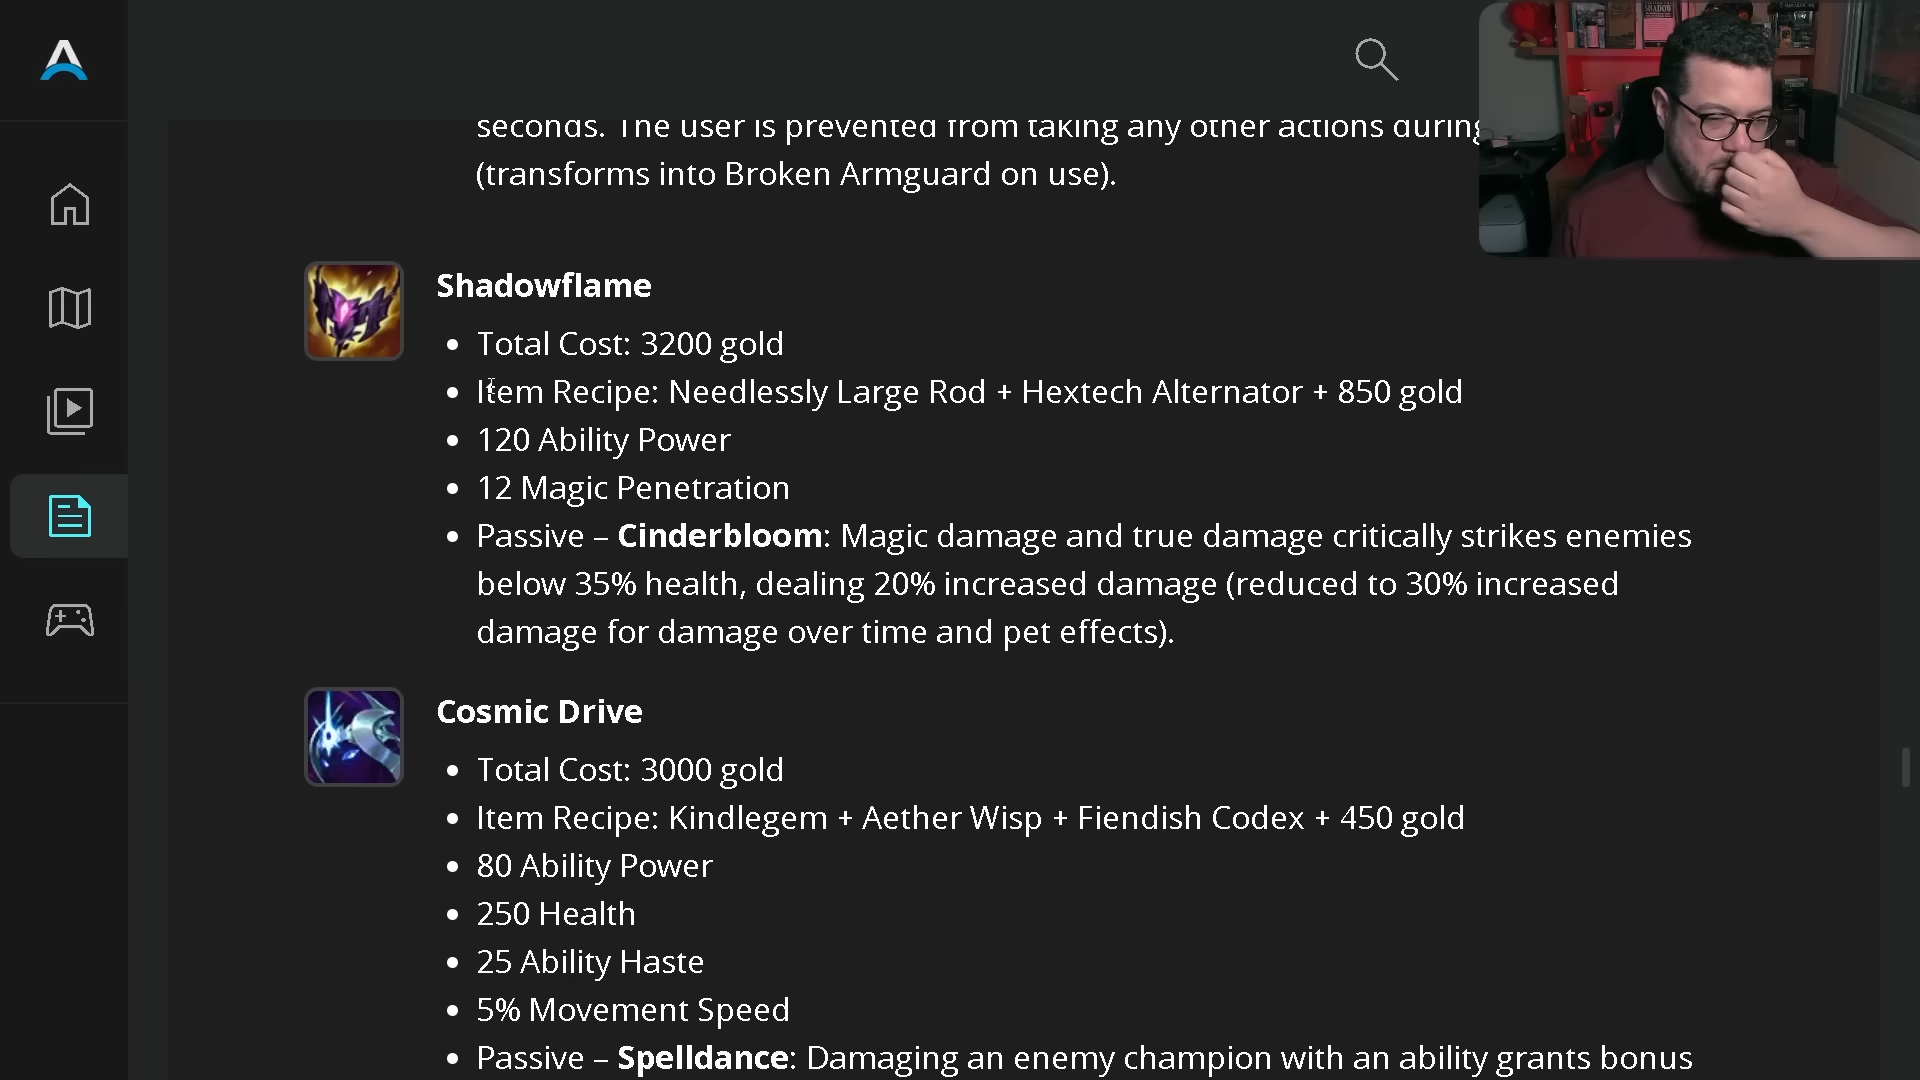 seconds. The user is prevented from taking any other actions during
(transforms into Broken Armguard on use).
Shadowflame
• Total Cost: 3200 gold
• Item Recipe: Needlessly Large Rod + Hextech Alternator + 850 gold
• 120 Ability Power
• 12 Magic Penetration
• Passive – Cinderbloom: Magic damage and true damage critically strikes enemies
below 35% health, dealing 20% increased damage (reduced to 30% increased
damage for damage over time and pet effects).
Cosmic Drive
• Total Cost: 3000 gold
• Item Recipe: Kindlegem + Aether Wisp + Fiendish Codex + 450 gold
• 80 Ability Power
• 250 Health
• 25 Ability Haste
• 5% Movement Speed
• Passive – Spelldance: Damaging an enemy champion with an ability grants bonus